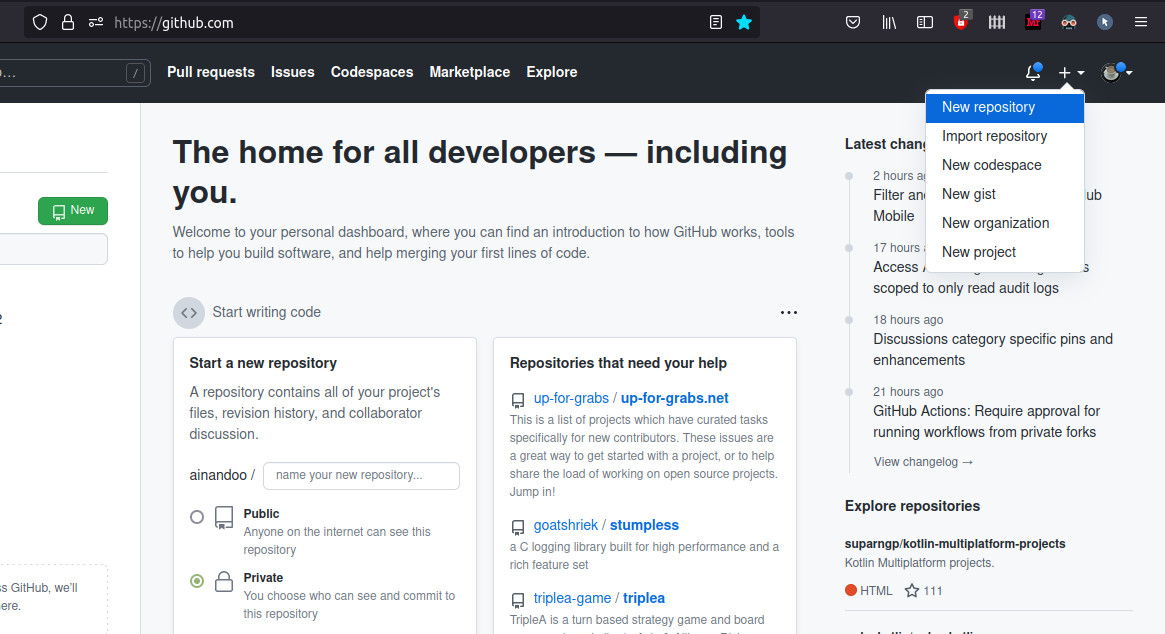 https://github.com
2
12
...
/
Pull requests Issues Codespaces Marketplace Explore
New repository
Import repository
New codespace
New gist
New organization
New project
New
2
s GitHub, we'll
ere.
The home for all developers — including
you.
Welcome to your personal dashboard, where you can find an introduction to how GitHub works, tools
to help you build software, and help merging your first lines of code.
Start writing code
Start a new repository
A repository contains all of your project's
files, revision history, and collaborator
discussion.
ainandoo / name your new repository...
Public
Anyone on the internet can see this
repository
Private
You choose who can see and commit to
this repository
Repositories that need your help
up-for-grabs / up-for-grabs.net
This is a list of projects which have curated tasks
specifically for new contributors. These issues are
a great way to get started with a project, or to help
share the load of working on open source projects.
Jump in!
goatshriek / stumpless
a C logging library built for high performance and a
rich feature set
triplea-game / triplea
TripleA is a turn based strategy game and board
Latest chang
2 hours ag
Filter an ub
Mobile
17 hours
Access s
scoped to only read audit logs
18 hours ago
Discussions category specific pins and
enhancements
21 hours ago
GitHub Actions: Require approval for
running workflows from private forks
View changelog →
Explore repositories
suparngp/kotlin-multiplatform-projects
Kotlin Multiplatform projects.
HTML 111